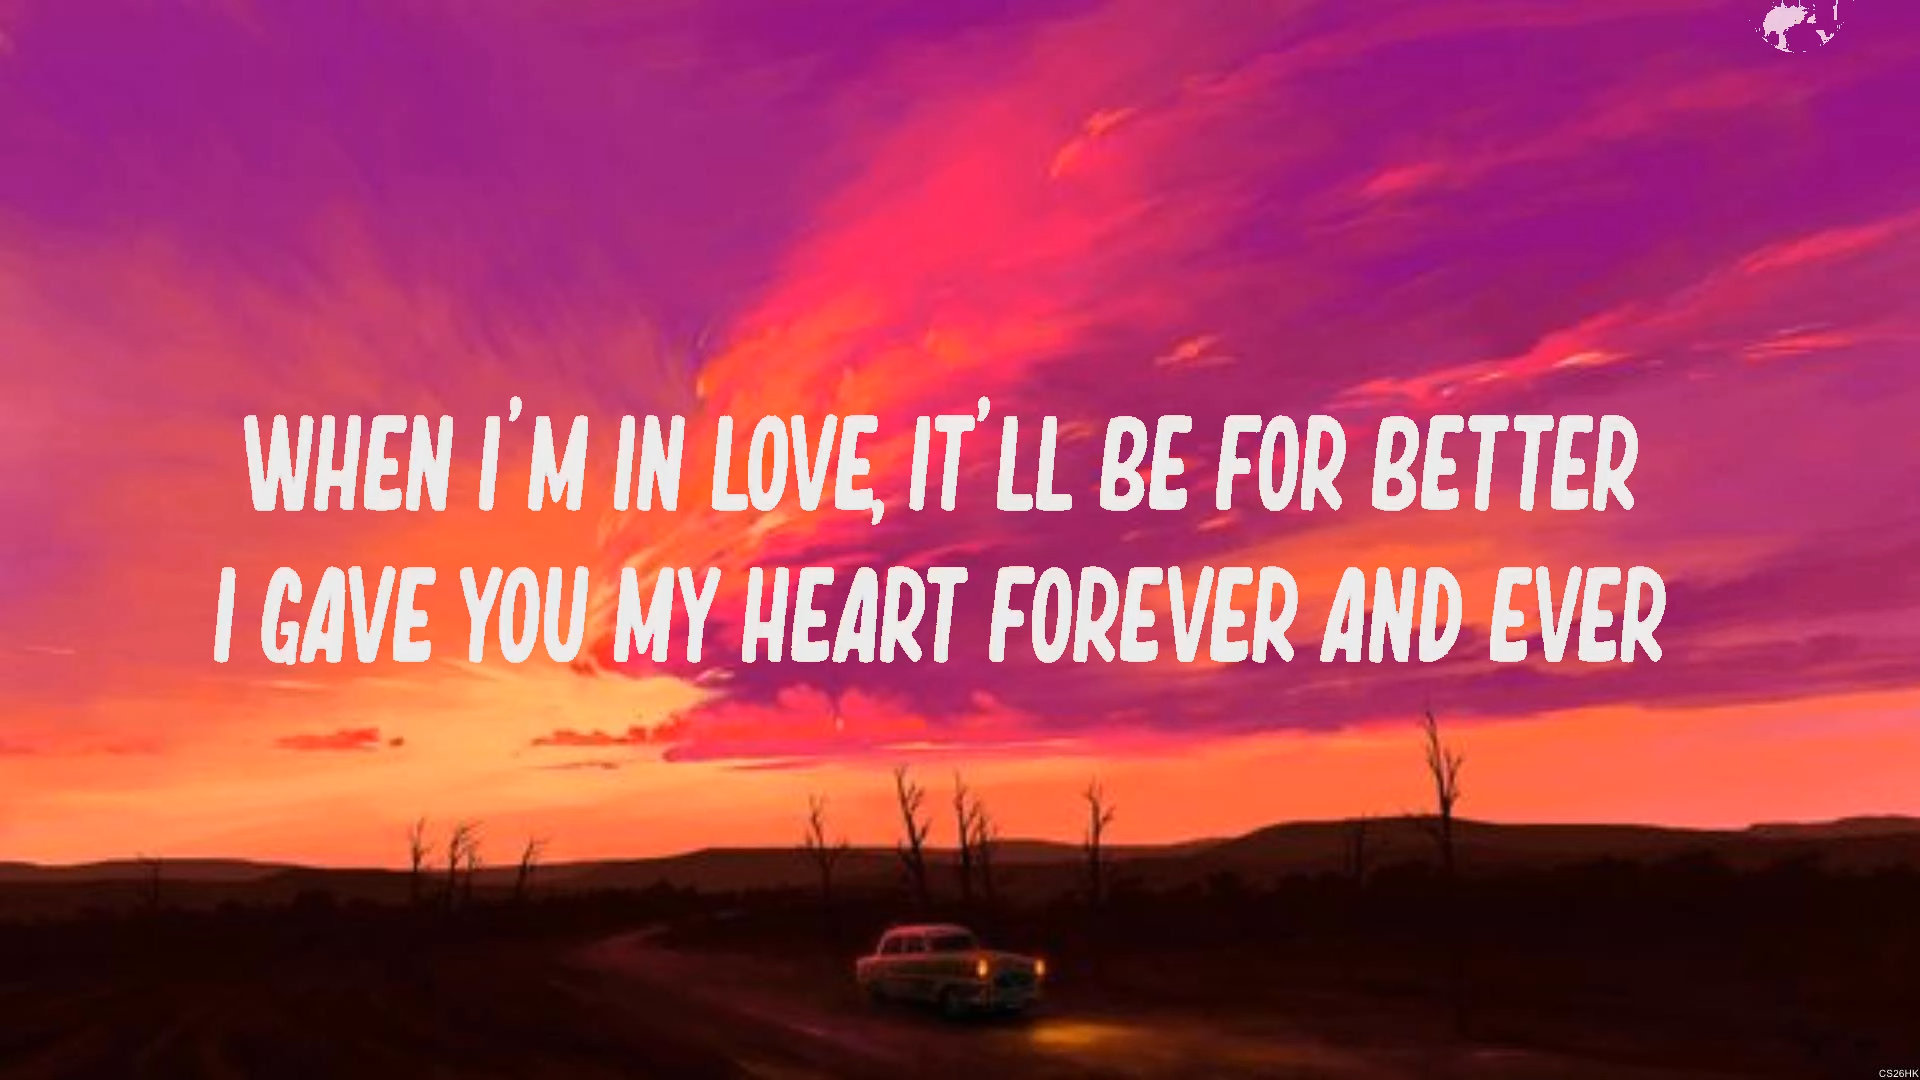 WHEN I'M IN LOVE, IT'LL BE FOR BETTER
I GAVE YOU MY HEART FOREVER AND EVER
CS26HK